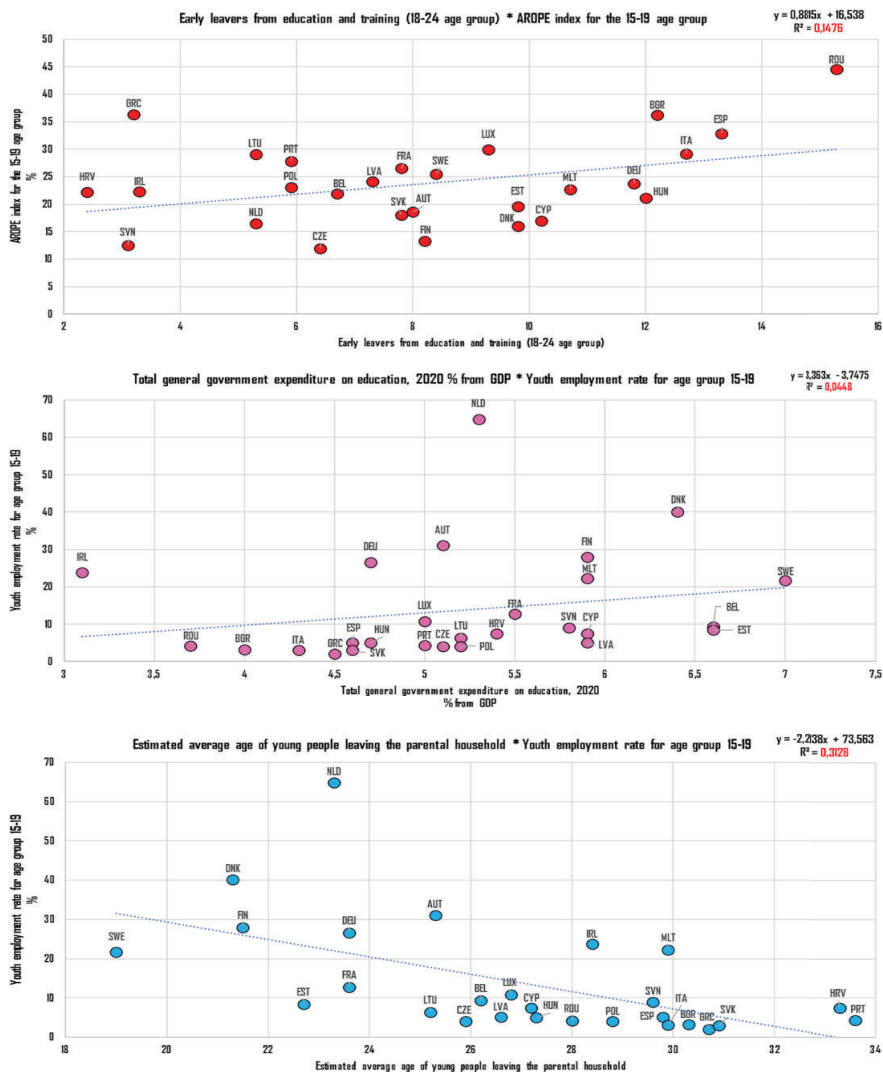 Early leavers from education and training (18-24 age group) * AROPE index for the 15-19 age group
y = 0,8815x + 16,538
R² = 0,1476
AROPE index for the 15-19 age group
%
50
45
40
35
30
25
20
15
10
5
0
ROU
GRC
BGR
ESP
LTU
PRT
LUX
ITA
FRA
SWE
HRV
IRL
POL
BEL
LVA
MLT
DEU
HUN
EST
SVK
AUT
NLD
DNK
CYP
SVN
CZE
FIN
2
4
6
8
10
12
14
16
Early leavers from education and training (18-24 age group)
Total general government expenditure on education, 2020 % from GDP * Youth employment rate for age group 15-19
y = 3,363x - 3,7475
R² = 0,0448
Youth employment rate for age group 15-19
%
70
60
50
40
30
20
10
0
NLD
DNK
AUT
IRL
DEU
FIN
MLT
SWE
LUX
FRA
BEL
EST
ROU
BGR
ITA
GRC
ESP
SVK
HUN
PRT
CZE
LTU
POL
HRV
SVN
CYP
LVA
3
3,5
4
4,5
5
5,5
6
6,5
7
7,5
Total general government expenditure on education, 2020
% from GDP
Estimated average age of young people leaving the parental household * Youth employment rate for age group 15-19
y = -2,2138x + 73,563
R² = 0,3128
Youth employment rate for age group 15-19
%
70
60
50
40
30
20
10
0
NLD
DNK
AUT
FIN
DEU
SWE
IRL
MLT
FRA
EST
LTU
CZE
BEL
LVA
LUX
CYP
HUN
ROU
POL
SVN
ESP
ITA
BGR
GRC
SVK
HRV
PRT
18
20
22
24
26
28
30
32
34
Estimated average age of young people leaving the parental household